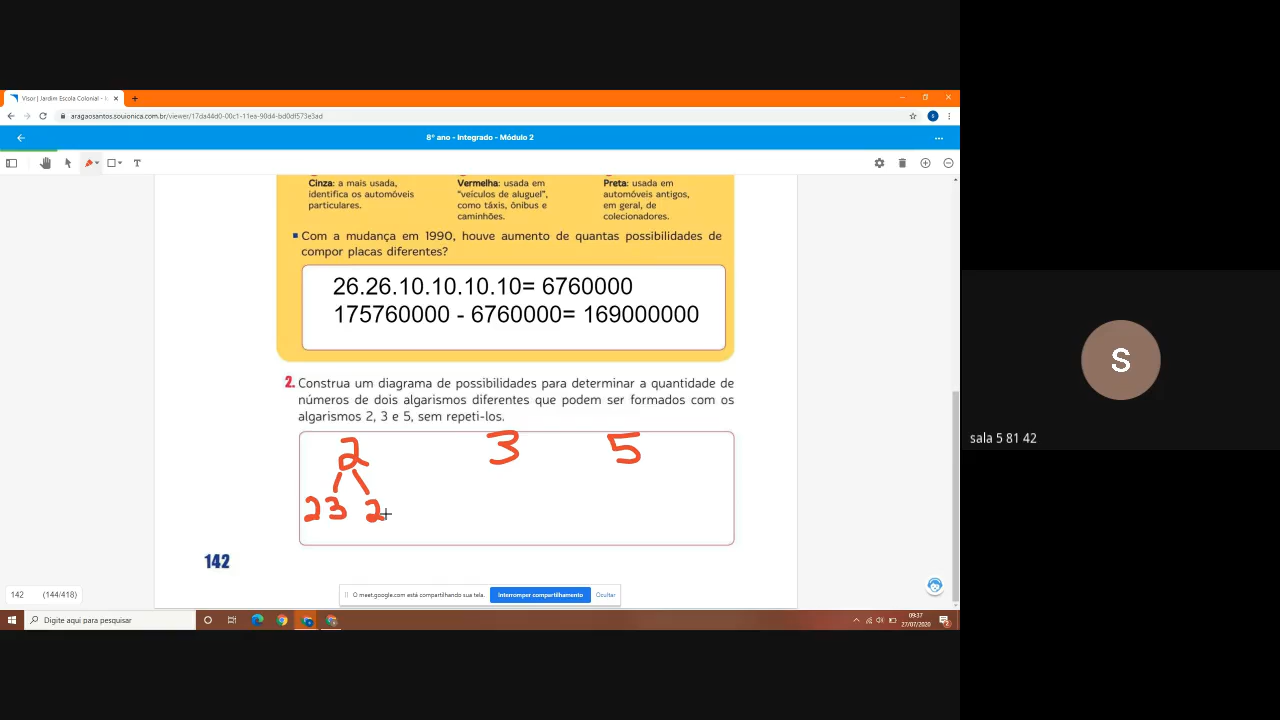 Visor | Jardim Escola Colonial - M
aragaosantos.souionica.com.br/viewer/17da44d0-00c1-11ea-90d4-bd0df573e3ad
8º ano - Integrado - Módulo 2
Cinza: a mais usada,
identifica os automóveis
particulares.
Vermelha: usada em
"veículos de aluguel",
como táxis, ônibus e
caminhões.
Preta: usada em
automóveis antigos,
em geral, de
colecionadores.
Com a mudança em 1990, houve aumento de quantas possibilidades de
compor placas diferentes?
26.26.10.10.10.10= 6760000
175760000 - 6760000= 169000000
2. Construa um diagrama de possibilidades para determinar a quantidade de
números de dois algarismos diferentes que podem ser formados com os
algarismos 2, 3 e 5, sem repeti-los.
2 3 5
23 2
142
142 (144/418)
O meet.google.com está compartilhando sua tela. Interromper compartilhamento Ocultar
Digite aqui para pesquisar
09:37
27/07/2020
S
sala 5 81 42